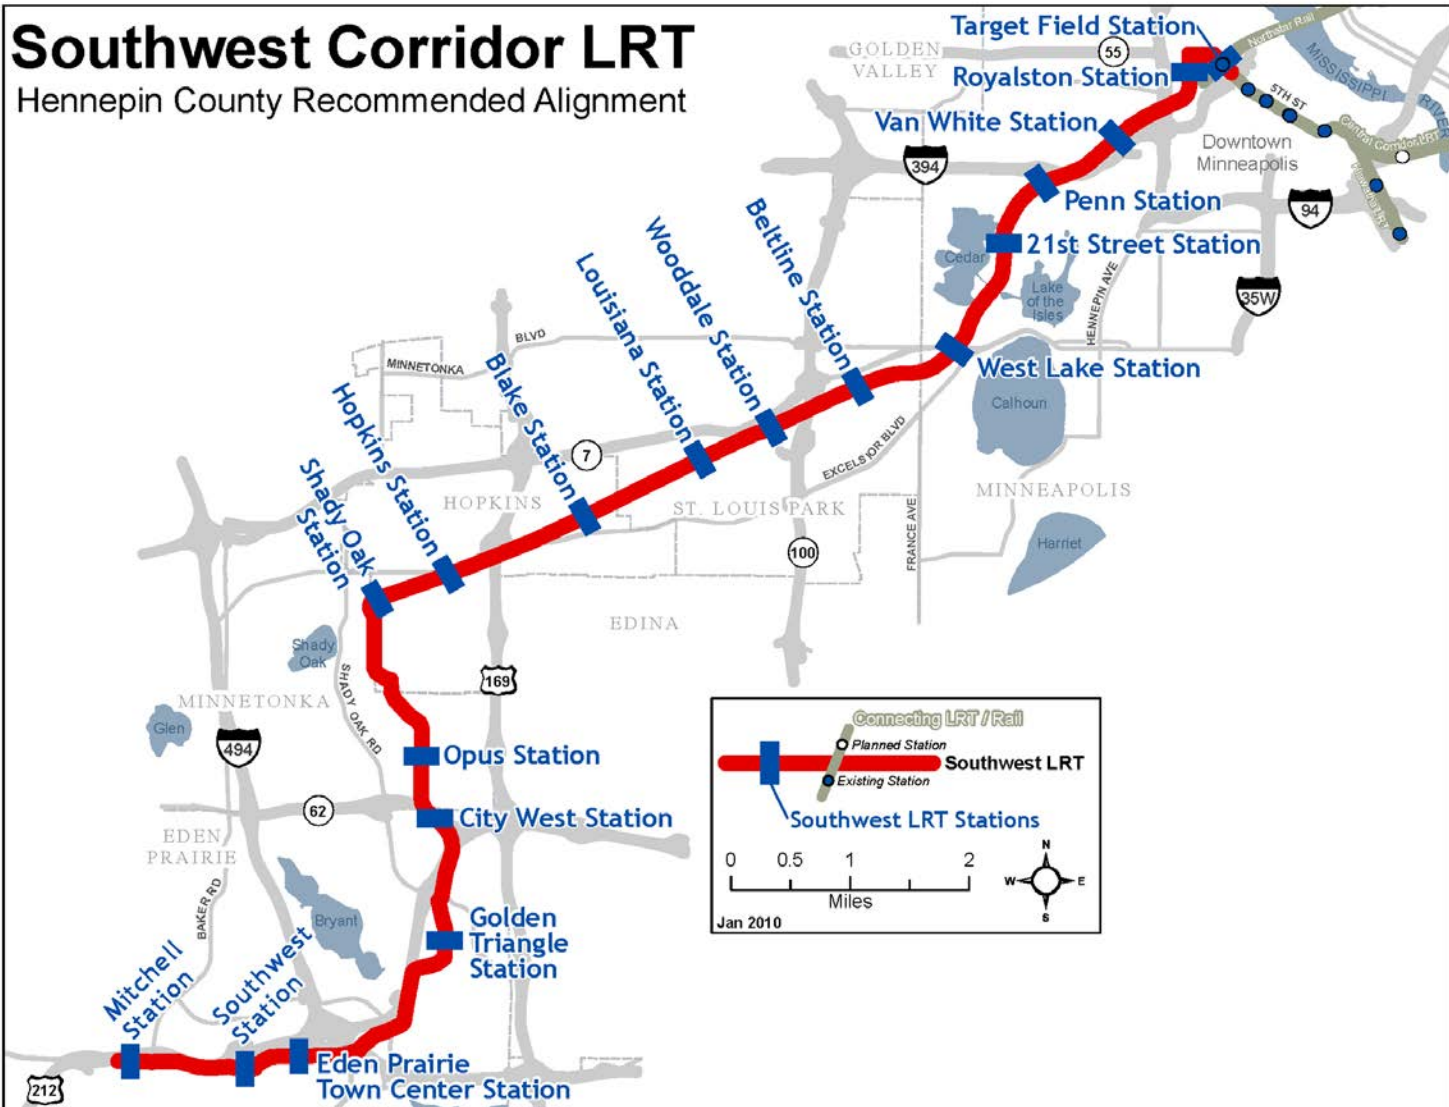 Southwest Corridor LRT
Hennepin County Recommended Alignment
Target Field Station
Northstar Rail
MISSISSIPPI
RIVER
GOLDEN
VALLEY
55
Royalston Station
5TH ST
Central Corridor LRT
Van White Station
Downtown
Minneapolis
Hiawatha LRT
394
Penn Station
94
Beltline Station
Wooddale Station
Louisiana Station
Cedar
21st Street Station
Lake
of the
Isles
HENNEPIN AVE
35W
BLVD
MINNETONKA
Blake Station
Hopkins Station
Shady Oak
Station
West Lake Station
Calhoun
EXCELSIOR BLVD
7
HOPKINS
ST. LOUIS PARK
MINNEAPOLIS
100
FRANCE AVE
Harriet
EDINA
Shady
Oak
SHADY OAK RD
169
MINNETONKA
Glen
494
Opus Station
62
City West Station
EDEN
PRAIRIE
BAKER RD
Bryant
Golden
Triangle
Station
Mitchell
Station
Southwest
Station
Eden Prairie
Town Center Station
212
Connecting LRT / Rail
Planned Station
Southwest LRT
Existing Station
Southwest LRT Stations
0 0.5 1 2
Miles
N
W E
S
Jan 2010